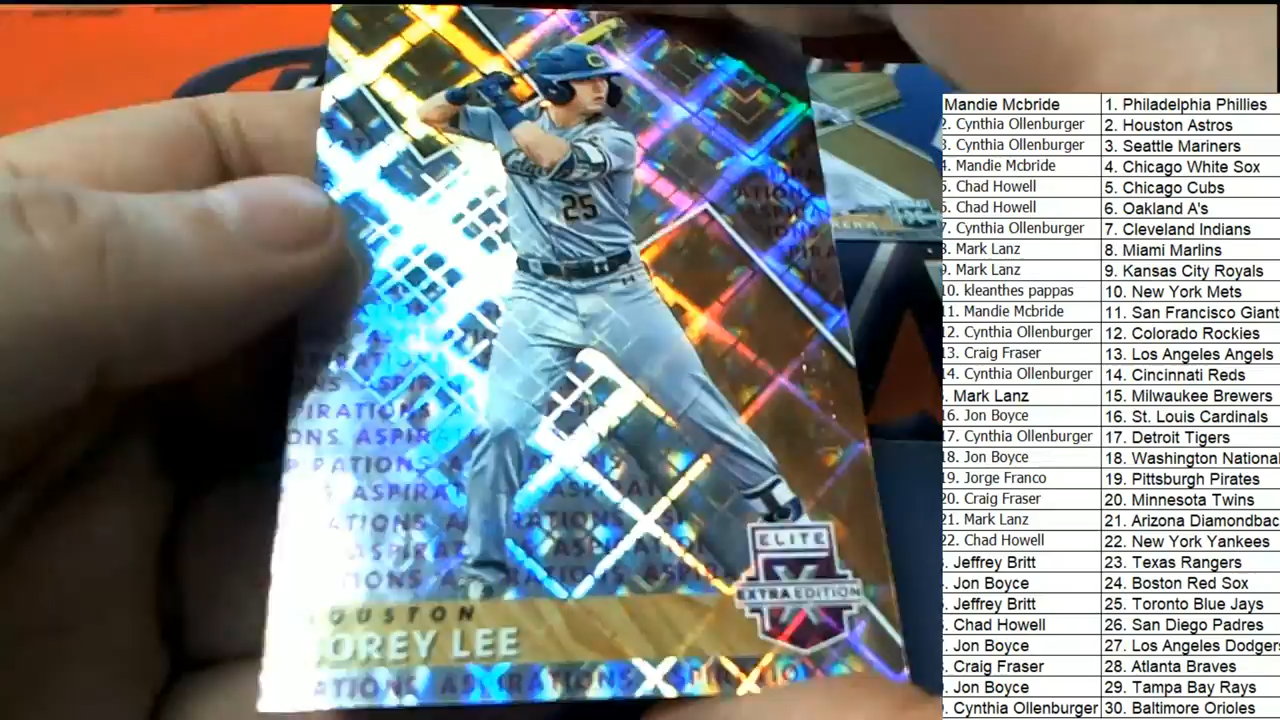 25
ELITE
EXTRA EDITION
OUSTON
OREY LEE
ASPIRATIONS
Mandie Mcbride 1. Philadelphia Phillies
2. Cynthia Ollenburger 2. Houston Astros
3. Cynthia Ollenburger 3. Seattle Mariners
4. Mandie Mcbride 4. Chicago White Sox
5. Chad Howell 5. Chicago Cubs
6. Chad Howell 6. Oakland A's
7. Cynthia Ollenburger 7. Cleveland Indians
8. Mark Lanz 8. Miami Marlins
9. Mark Lanz 9. Kansas City Royals
10. kleanthes pappas 10. New York Mets
11. Mandie Mcbride 11. San Francisco Giant
12. Cynthia Ollenburger 12. Colorado Rockies
13. Craig Fraser 13. Los Angeles Angels
14. Cynthia Ollenburger 14. Cincinnati Reds
. Mark Lanz 15. Milwaukee Brewers
16. Jon Boyce 16. St. Louis Cardinals
17. Cynthia Ollenburger 17. Detroit Tigers
18. Jon Boyce 18. Washington National
19. Jorge Franco 19. Pittsburgh Pirates
20. Craig Fraser 20. Minnesota Twins
21. Mark Lanz 21. Arizona Diamondbac
22. Chad Howell 22. New York Yankees
. Jeffrey Britt 23. Texas Rangers
. Jon Boyce 24. Boston Red Sox
. Jeffrey Britt 25. Toronto Blue Jays
. Chad Howell 26. San Diego Padres
. Jon Boyce 27. Los Angeles Dodgers
. Craig Fraser 28. Atlanta Braves
. Jon Boyce 29. Tampa Bay Rays
. Cynthia Ollenburger 30. Baltimore Orioles